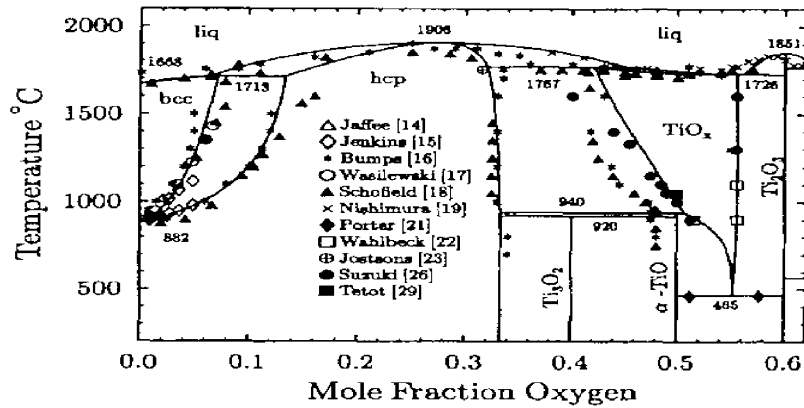 2000
1600
1000
500
Temperature °C
liq
1906
liq
1851
1668
1713
hcp
1767
1726
bcc
TiOₓ
Ti₂O₃
△ Jaffee [14]
◇ Jenkins [15]
* Bumps [16]
○ Wasilewski [17]
▲ Schofield [18]
× Nishimura [19]
◆ Porter [21]
□ Wahlbeck [22]
⊕ Jostsons [23]
● Suzuki [26]
■ Tetot [29]
940
920
882
Ti₃O₂
α-TiO
485
0.0 0.1 0.2 0.3 0.4 0.5 0.6
Mole Fraction Oxygen